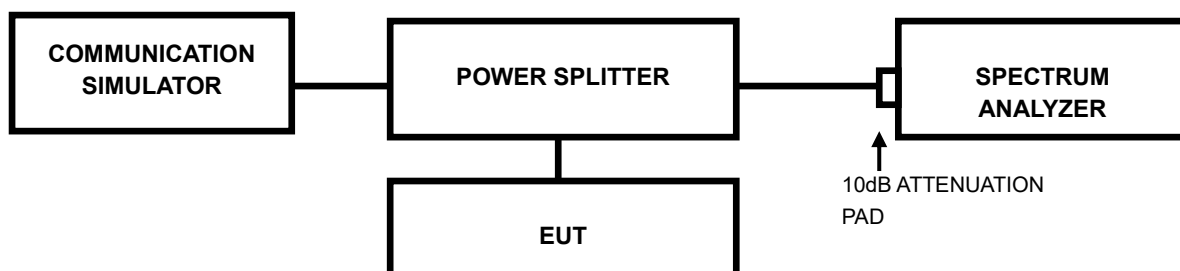 COMMUNICATION
SIMULATOR
POWER SPLITTER
SPECTRUM
ANALYZER
10dB ATTENUATION
PAD
EUT